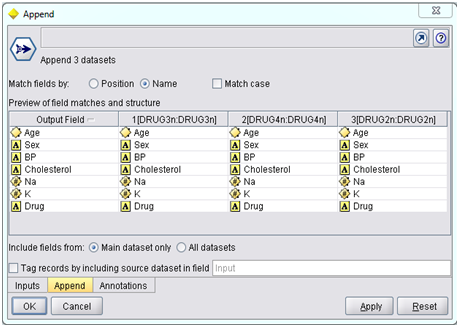 Append
Append 3 datasets
Match fields by: Position Name Match case
Preview of field matches and structure
Output Field 1[DRUG3n:DRUG3n] 2[DRUG4n:DRUG4n] 3[DRUG2n:DRUG2n]
Age Age Age Age
A Sex A Sex A Sex A Sex
A BP A BP A BP A BP
A Cholesterol A Cholesterol A Cholesterol A Cholesterol
# Na # Na # Na # Na
# K # K # K # K
A Drug A Drug A Drug A Drug
Include fields from: Main dataset only All datasets
Tag records by including source dataset in field Input
Inputs Append Annotations
OK Cancel Apply Reset